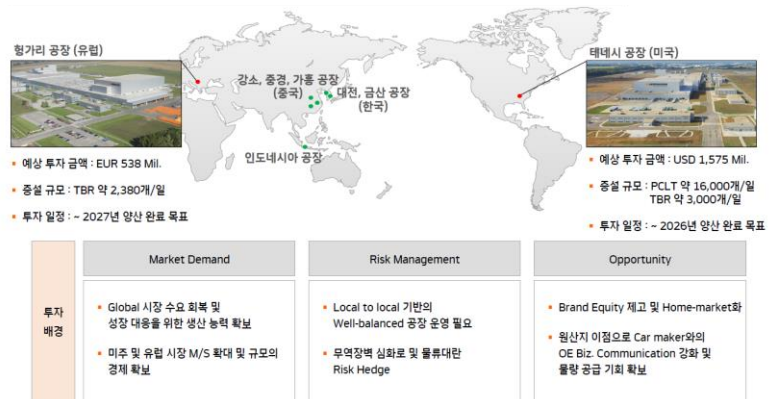 헝가리 공장 (유럽)
▪ 예상 투자 금액 : EUR 538 Mil.
▪ 증설 규모 : TBR 약 2,380개/일
▪ 투자 일정 : ~ 2027년 양산 완료 목표
강소, 중경, 가흥 공장
(중국)
대전, 금산 공장
(한국)
인도네시아 공장
테네시 공장 (미국)
▪ 예상 투자 금액 : USD 1,575 Mil.
▪ 증설 규모 : PCLT 약 16,000개/일
TBR 약 3,000개/일
▪ 투자 일정 : ~ 2026년 양산 완료 목표
투자
배경
Market Demand
▪ Global 시장 수요 회복 및
성장 대응을 위한 생산 능력 확보
▪ 미주 및 유럽 시장 M/S 확대 및 규모의
경제 확보
Risk Management
▪ Local to local 기반의
Well-balanced 공장 운영 필요
▪ 무역장벽 심화로 및 물류대란
Risk Hedge
Opportunity
▪ Brand Equity 제고 및 Home-market화
▪ 원산지 이점으로 Car maker와의
OE Biz. Communication 강화 및
물량 공급 기회 확보